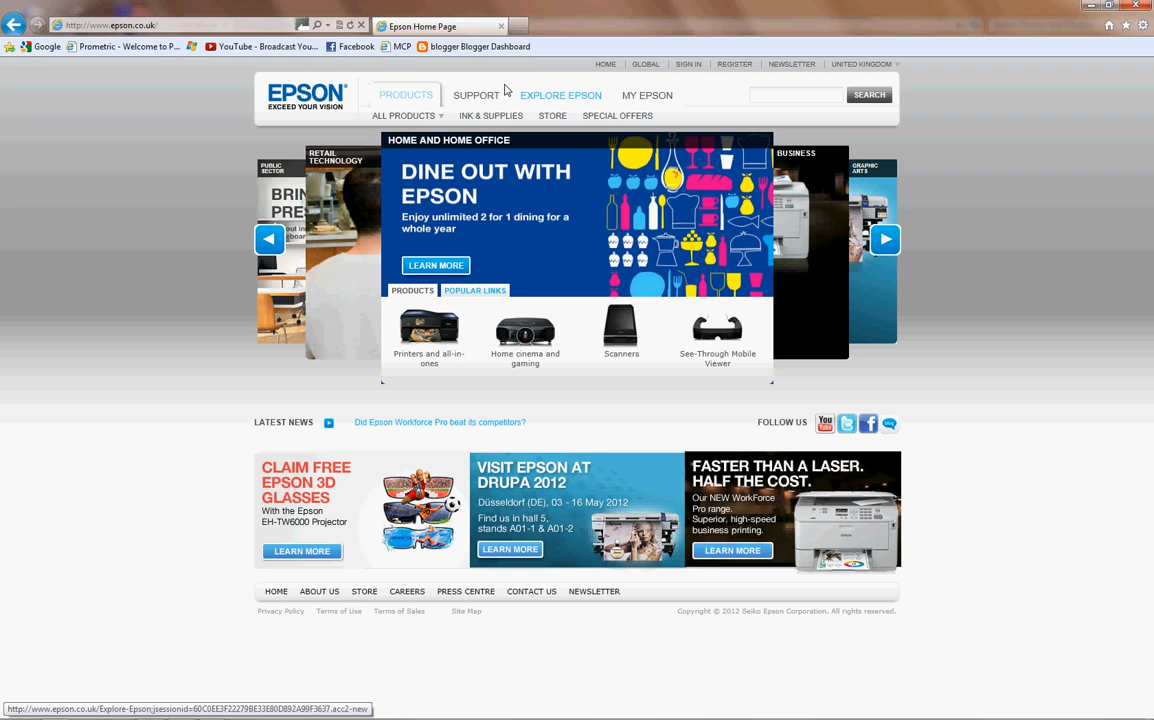 http://www.epson.co.uk/
Epson Home Page
Google
Prometric - Welcome to P...
YouTube - Broadcast You...
Facebook
MCP
blogger Blogger Dashboard
HOME
GLOBAL
SIGN IN
REGISTER
NEWSLETTER
UNITED KINGDOM
EPSON
EXCEED YOUR VISION
PRODUCTS
SUPPORT
EXPLORE EPSON
MY EPSON
SEARCH
ALL PRODUCTS
INK & SUPPLIES
STORE
SPECIAL OFFERS
PUBLIC
SECTOR
RETAIL
TECHNOLOGY
HOME AND HOME OFFICE
BUSINESS
GRAPHIC
ARTS
DINE OUT WITH
EPSON
Enjoy unlimited 2 for 1 dining for a
whole year
LEARN MORE
PRODUCTS
POPULAR LINKS
Printers and all-in-
ones
Home cinema and
gaming
Scanners
See-Through Mobile
Viewer
LATEST NEWS
Did Epson Workforce Pro beat its competitors?
FOLLOW US
You
Tube
CLAIM FREE
EPSON 3D
GLASSES
With the Epson
EH-TW6000 Projector
LEARN MORE
VISIT EPSON AT
DRUPA 2012
Düsseldorf (DE), 03 - 16 May 2012
Find us in hall 5,
stands A01-1 & A01-2
LEARN MORE
FASTER THAN A LASER.
HALF THE COST.
Our NEW WorkForce
Pro range.
Superior, high-speed
business printing.
LEARN MORE
HOME
ABOUT US
STORE
CAREERS
PRESS CENTRE
CONTACT US
NEWSLETTER
Privacy Policy
Terms of Use
Terms of Sales
Site Map
Copyright © 2012 Seiko Epson Corporation. All rights reserved.
http://www.epson.co.uk/Explore-Epson;jsessionid=60C0EE3F22279BE33E80D892A99F3637.acc2-new